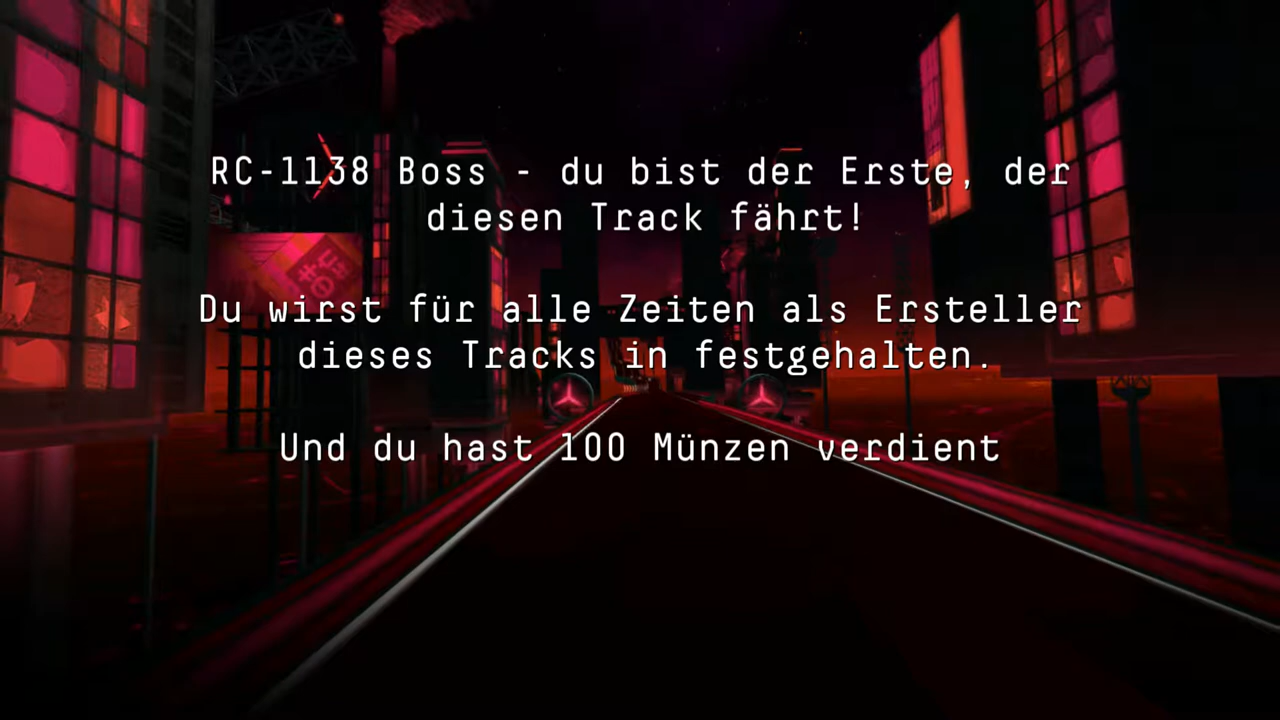 RC-1138 Boss - du bist der Erste, der
diesen Track fährt!
Du wirst für alle Zeiten als Ersteller
dieses Tracks in festgehalten.
Und du hast 100 Münzen verdient